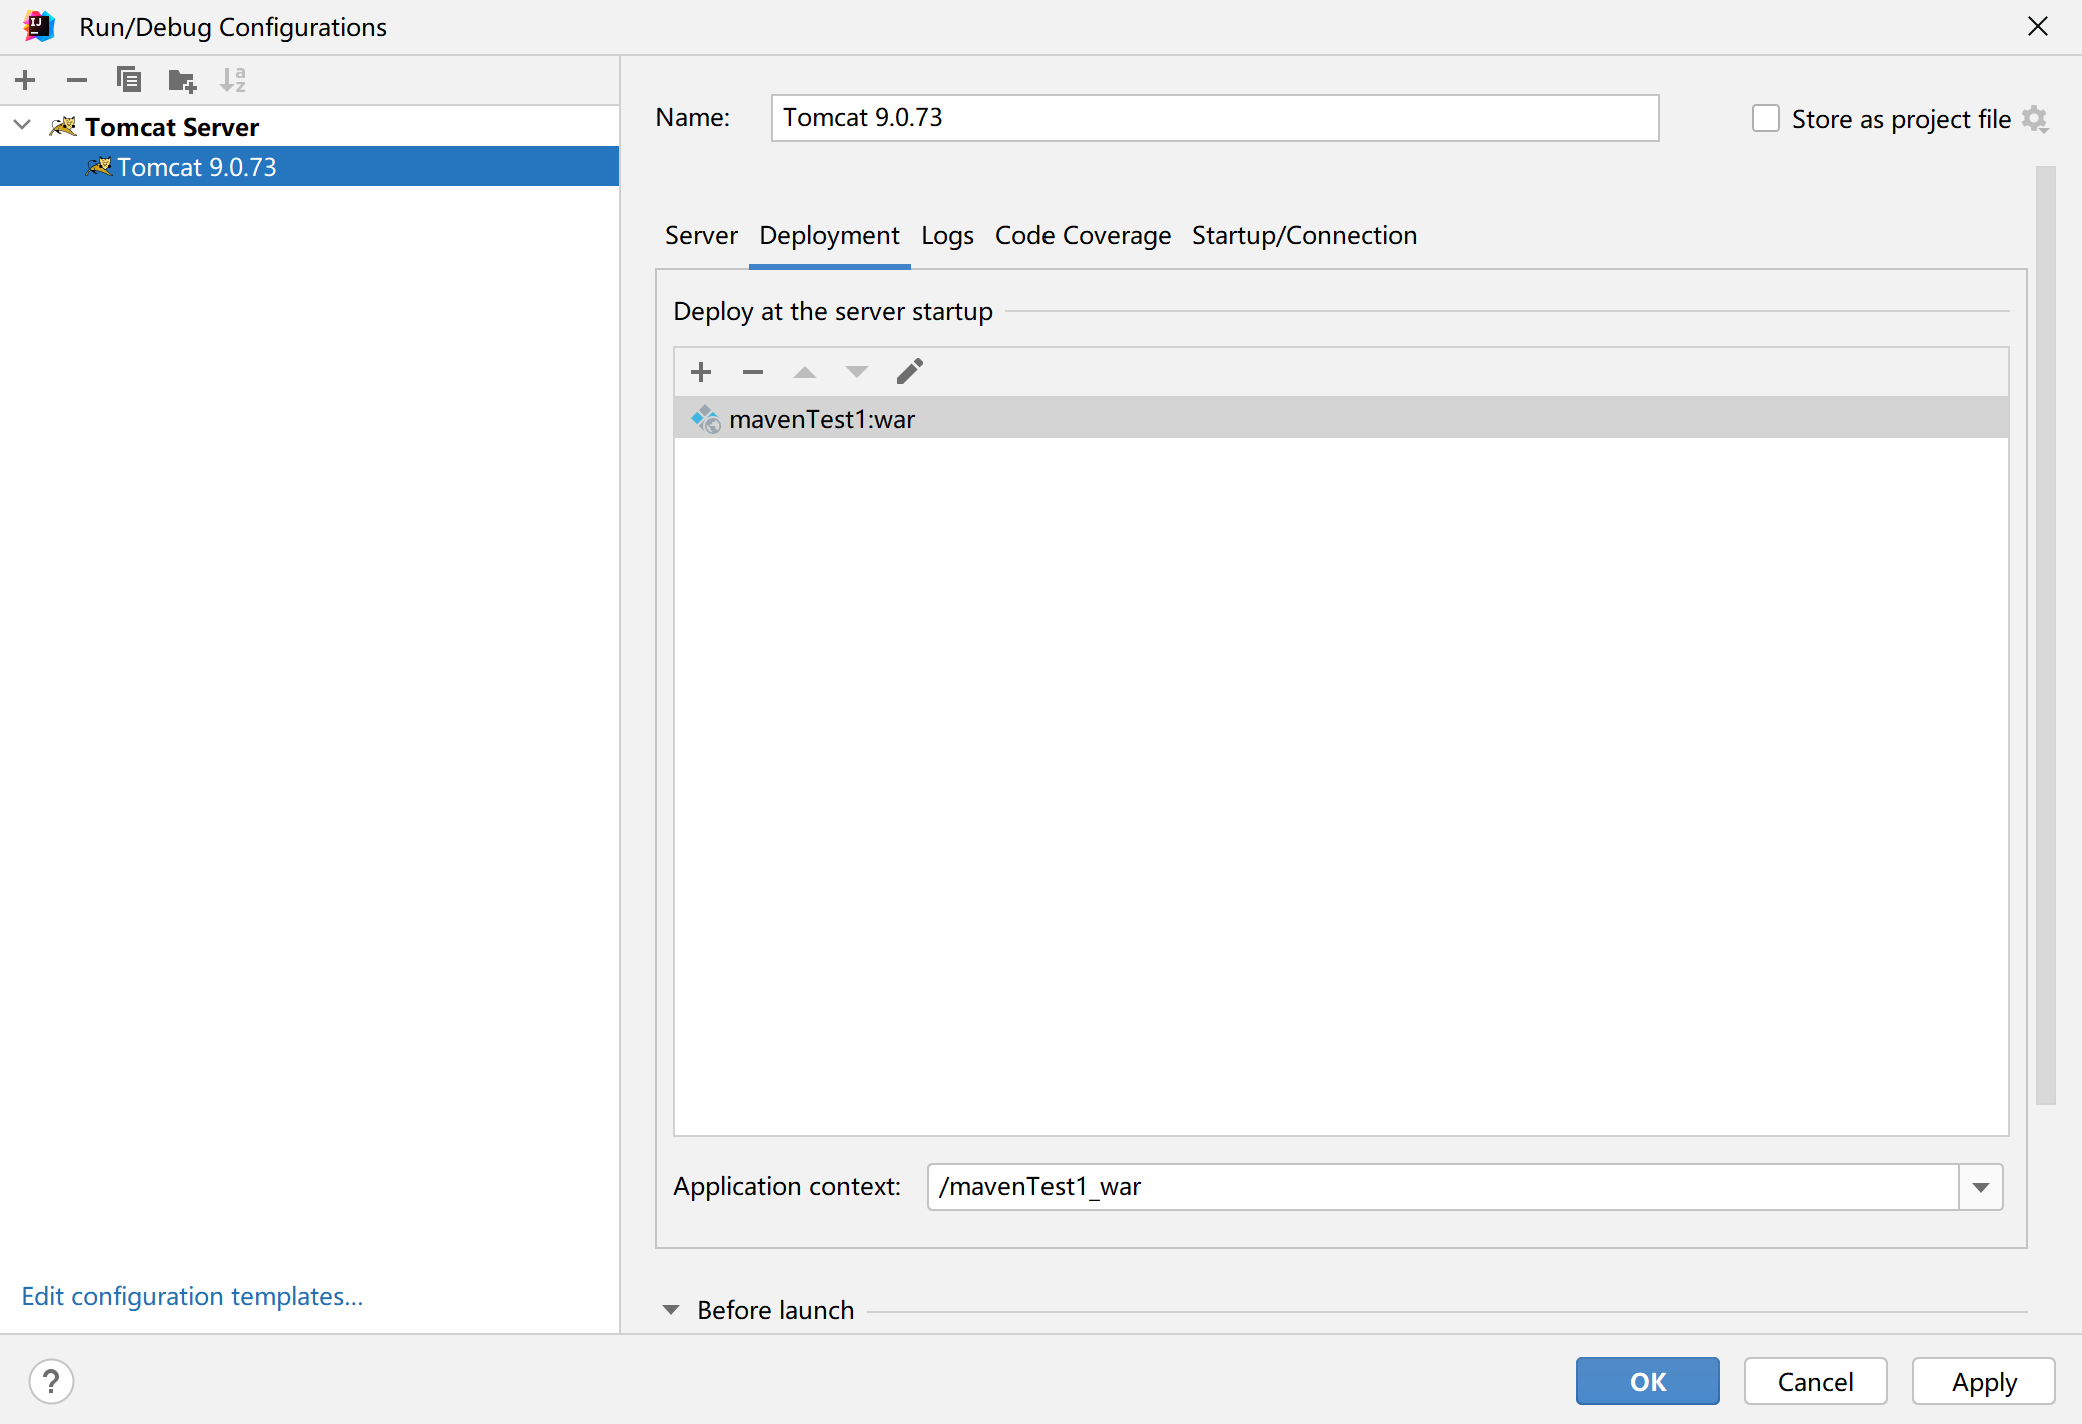 Run/Debug Configurations
Tomcat Server
Tomcat 9.0.73
Edit configuration templates...
Name: Tomcat 9.0.73
Store as project file
Server Deployment Logs Code Coverage Startup/Connection
Deploy at the server startup
mavenTest1:war
Application context: /mavenTest1_war
Before launch
? OK Cancel Apply